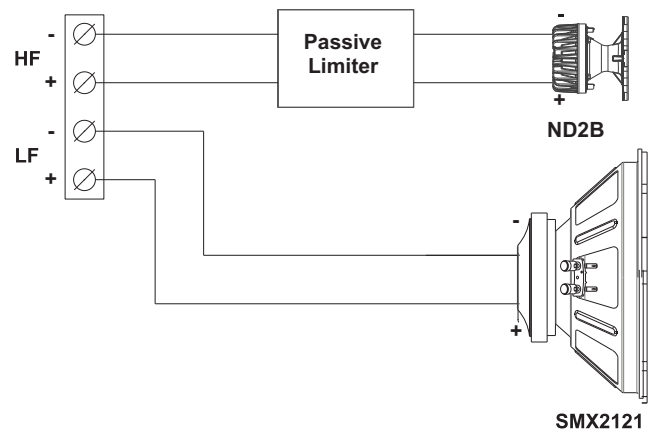 -
HF
+
-
LF
+
Passive
Limiter
-
+
ND2B
-
+
SMX2121